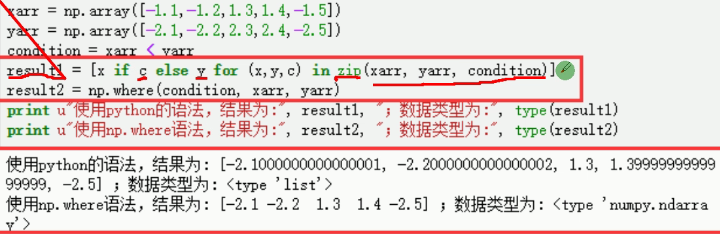 xarr = np.array([-1.1,-1.2,1.3,1.4,-1.5])
yarr = np.array([-2.1,-2.2,2.3,2.4,-2.5])
condition = xarr < yarr
result1 = [x if c else y for (x,y,c) in zip(xarr, yarr, condition)]
result2 = np.where(condition, xarr, yarr)
print u"使用python的语法，结果为:", result1, "；数据类型为:", type(result1)
print u"使用np.where语法，结果为:", result2, "；数据类型为:", type(result2)
使用python的语法，结果为: [-2.1000000000000001, -2.2000000000000002, 1.3, 1.39999999999
99999, -2.5] ；数据类型为: <type 'list'>
使用np.where语法，结果为: [-2.1 -2.2  1.3  1.4 -2.5] ；数据类型为: <type 'numpy.ndarra
y'>